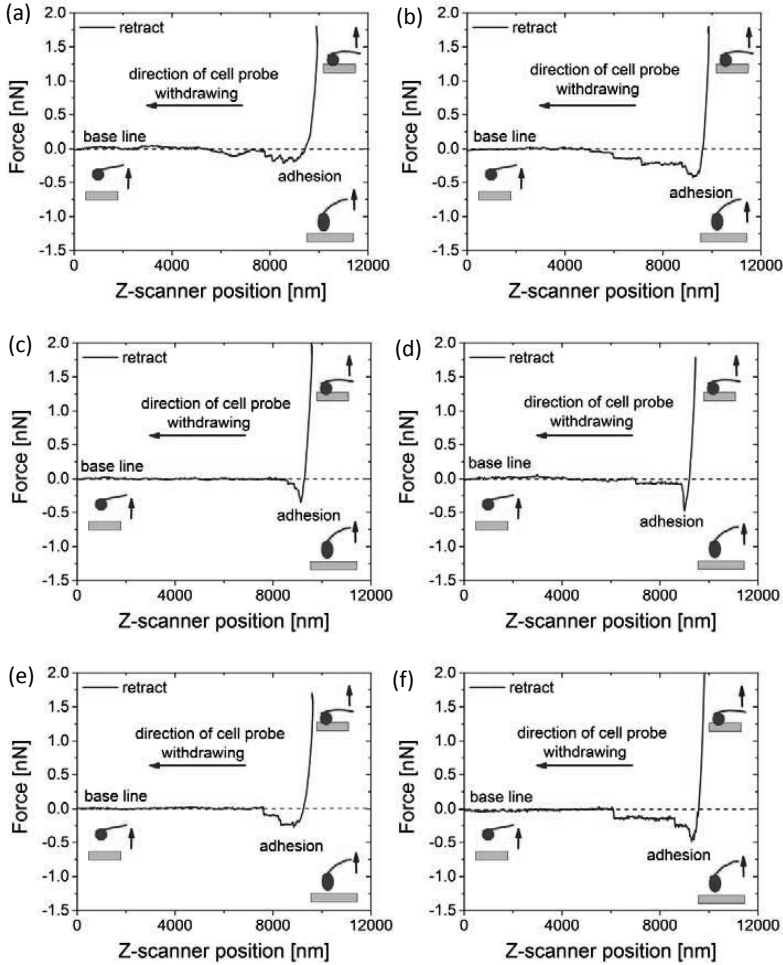 (a)
retract
direction of cell probe
withdrawing
base line
adhesion
Force [nN]
2.0
1.5
1.0
0.5
0.0
-0.5
-1.0
-1.5
0 4000 8000 12000
Z-scanner position [nm]
(b)
retract
direction of cell probe
withdrawing
base line
adhesion
Force [nN]
2.0
1.5
1.0
0.5
0.0
-0.5
-1.0
-1.5
0 4000 8000 12000
Z-scanner position [nm]
(c)
retract
direction of cell probe
withdrawing
base line
adhesion
Force [nN]
2.0
1.5
1.0
0.5
0.0
-0.5
-1.0
-1.5
0 4000 8000 12000
Z-scanner position [nm]
(d)
retract
direction of cell probe
withdrawing
base line
adhesion
Force [nN]
2.0
1.5
1.0
0.5
0.0
-0.5
-1.0
-1.5
0 4000 8000 12000
Z-scanner position [nm]
(e)
retract
direction of cell probe
withdrawing
base line
adhesion
Force [nN]
2.0
1.5
1.0
0.5
0.0
-0.5
-1.0
-1.5
0 4000 8000 12000
Z-scanner position [nm]
(f)
retract
direction of cell probe
withdrawing
base line
adhesion
Force [nN]
2.0
1.5
1.0
0.5
0.0
-0.5
-1.0
-1.5
0 4000 8000 12000
Z-scanner position [nm]